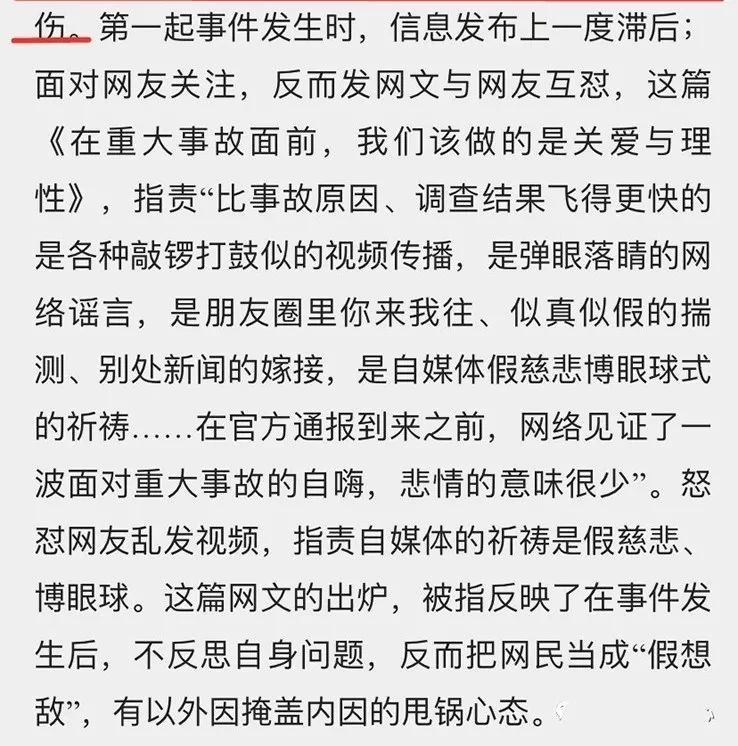 伤。第一起事件发生时，信息发布上一度滞后；
面对网友关注，反而发网文与网友互怼，这篇
《在重大事故面前，我们该做的是关爱与理
性》，指责“比事故原因、调查结果飞得更快的
是各种敲锣打鼓似的视频传播，是弹眼落睛的网
络谣言，是朋友圈里你来我往、似真似假的揣
测、别处新闻的嫁接，是自媒体假慈悲博眼球式
的祈祷……在官方通报到来之前，网络见证了一
波面对重大事故的自嗨，悲情的意味很少”。怒
怼网友乱发视频，指责自媒体的祈祷是假慈悲、
博眼球。这篇网文的出炉，被指反映了在事件发
生后，不反思自身问题，反而把网民当成“假想
敌”，有以外因掩盖内因的甩锅心态。